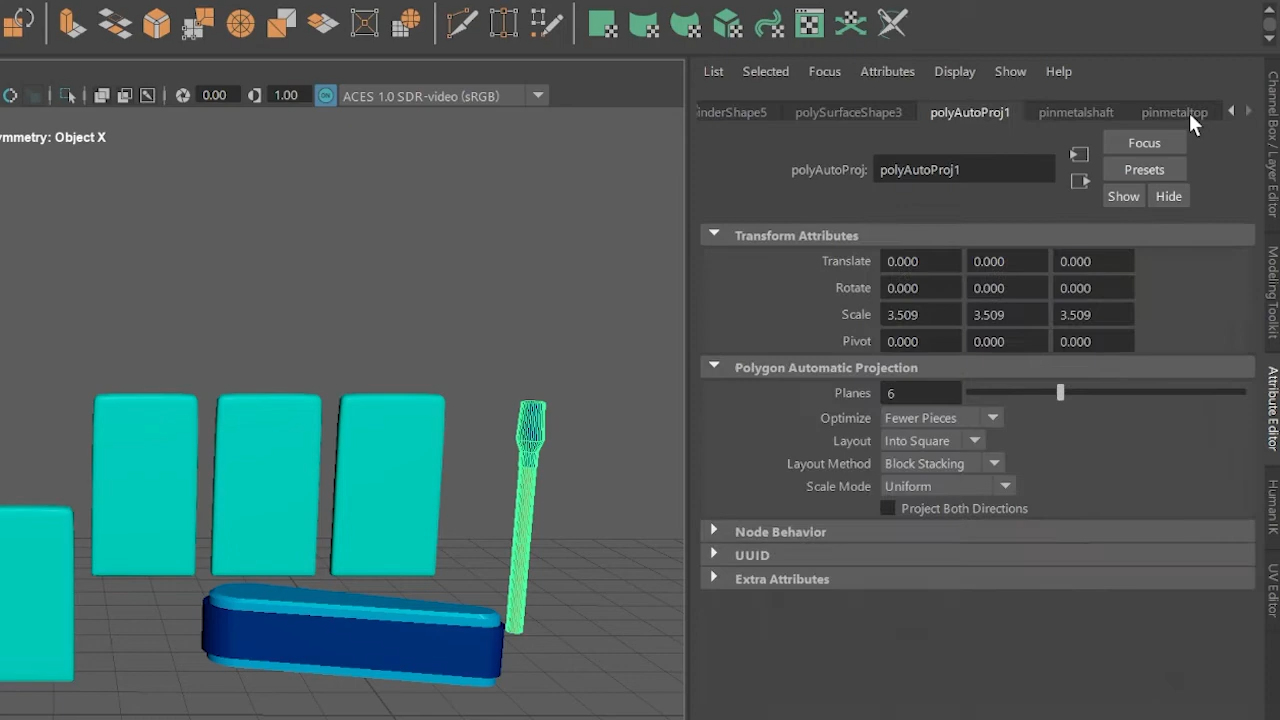 List Selected Focus Attributes Display Show Help
0.00 1.00 ACES 1.0 SDR-video (sRGB)
inderShape5 polySurfaceShape3 polyAutoProj1 pinmetalshaft pinmetaltop
mmetry: Object X
Focus
polyAutoProj: polyAutoProj1
Presets
Show Hide
Transform Attributes
Translate 0.000 0.000 0.000
Rotate 0.000 0.000 0.000
Scale 3.509 3.509 3.509
Pivot 0.000 0.000 0.000
Polygon Automatic Projection
Planes 6
Optimize Fewer Pieces
Layout Into Square
Layout Method Block Stacking
Scale Mode Uniform
Project Both Directions
Node Behavior
UUID
Extra Attributes
Channel Box / Layer Editor
Modeling Toolkit
Attribute Editor
Human IK
UV Editor